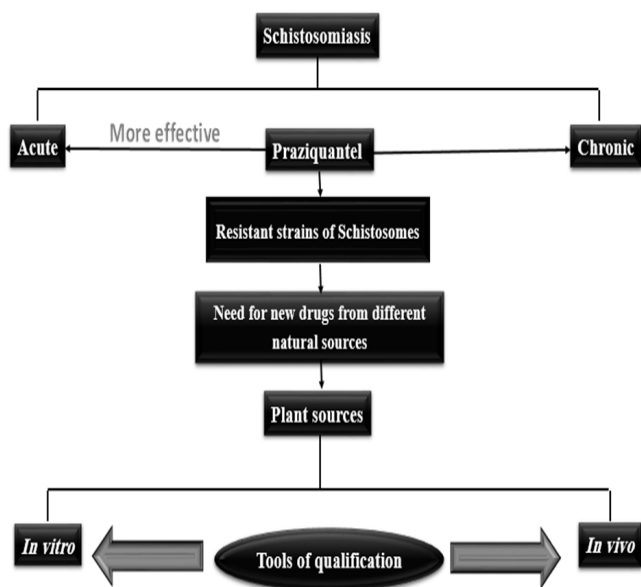 Schistosomiasis
More effective
Acute
Praziquantel
Chronic
Resistant strains of Schistosomes
Need for new drugs from different
natural sources
Plant sources
In vitro
Tools of qualification
In vivo